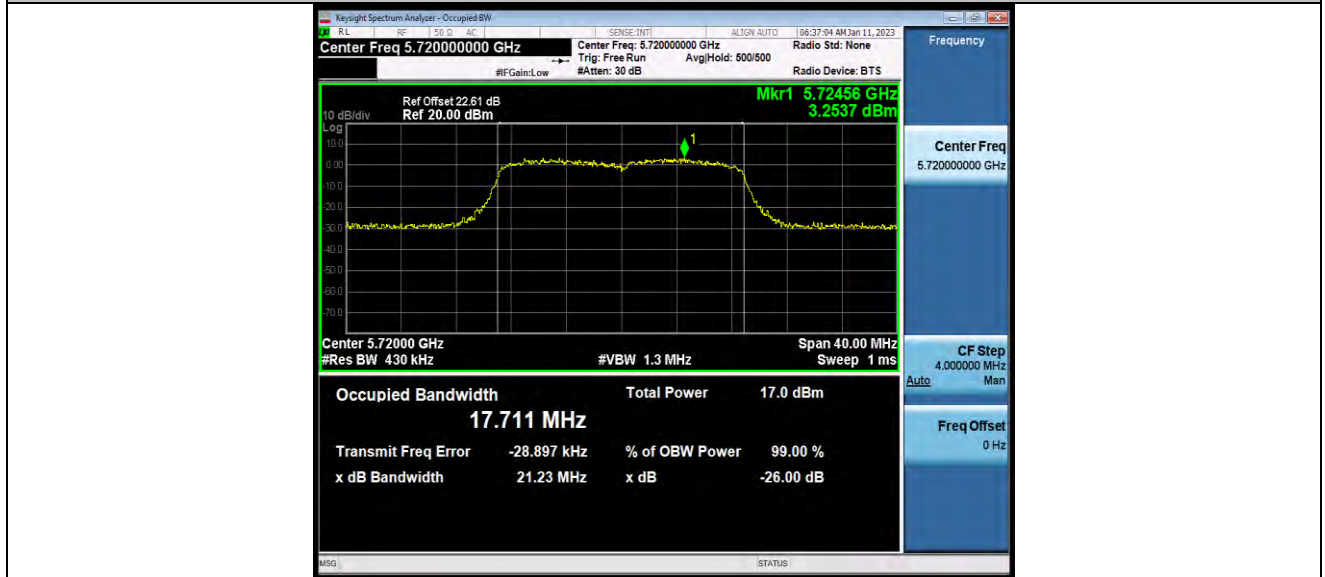 Keysight Spectrum Analyzer - Occupied BW
RL RF 50 Ω AC SENSE:INT ALIGN AUTO 06:37:04 AM Jan 11, 2023
Center Freq 5.720000000 GHz
Center Freq: 5.720000000 GHz
Radio Std: None
Trig: Free Run Avg|Hold: 500/500
#IFGain:Low
#Atten: 30 dB
Radio Device: BTS
Frequency
Mkr1 5.72456 GHz
3.2537 dBm
Ref Offset 22.61 dB
10 dB/div Ref 20.00 dBm
Log
10.0
0.00
-10.0
-20.0
-30.0
-40.0
-50.0
-60.0
-70.0
1
Center 5.72000 GHz Span 40.00 MHz
#Res BW 430 kHz #VBW 1.3 MHz Sweep 1 ms
Center Freq
5.720000000 GHz
CF Step
4.000000 MHz
Auto Man
Freq Offset
0 Hz
Occupied Bandwidth Total Power 17.0 dBm
17.711 MHz
Transmit Freq Error -28.897 kHz % of OBW Power 99.00 %
x dB Bandwidth 21.23 MHz x dB -26.00 dB
MSG STATUS